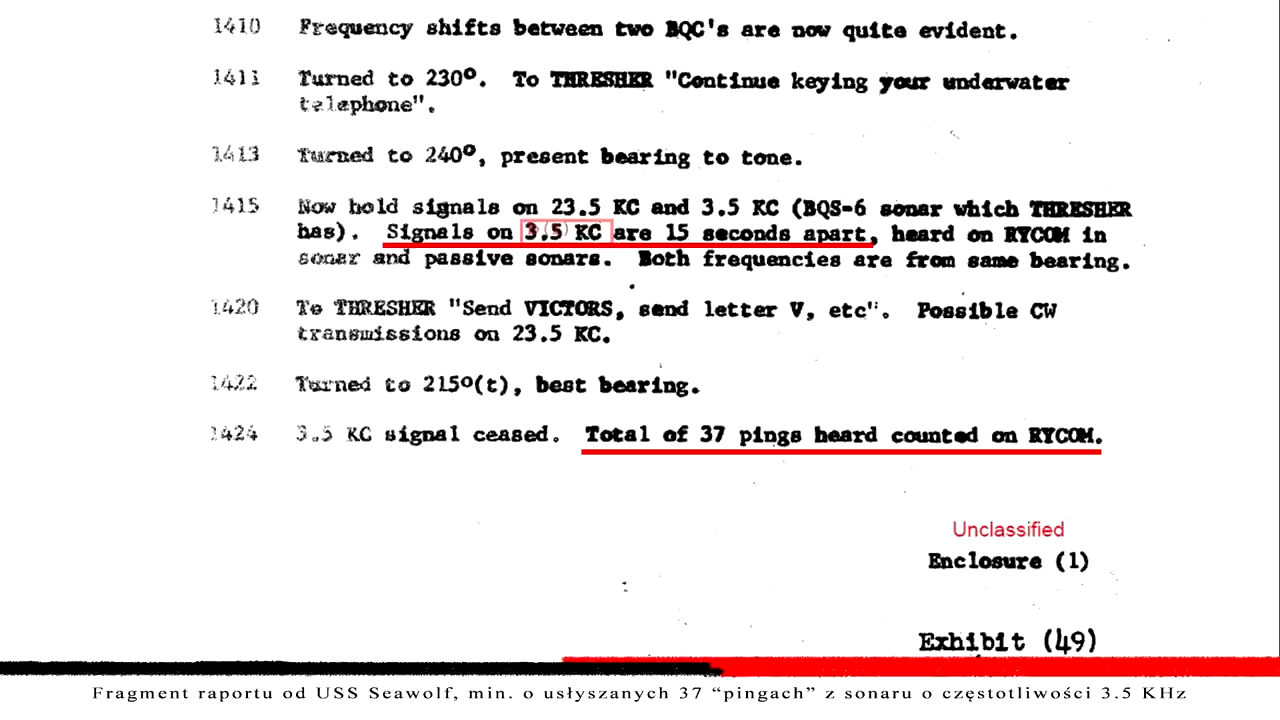 1410 Frequency shifts between two BQC's are now quite evident.
1411 Turned to 230°. To THRESHER "Continue keying your underwater
telephone".
1413 Turned to 240°, present bearing to tone.
1415 Now hold signals on 23.5 KC and 3.5 KC (BQS-6 sonar which THRESHER
has). Signals on 3.5 KC are 15 seconds apart, heard on RYCOM in
sonar and passive sonars. Both frequencies are from same bearing.
1420 To THRESHER "Send VICTORS, send letter V, etc". Possible CW
transmissions on 23.5 KC.
1422 Turned to 215°(t), best bearing.
1424 3.5 KC signal ceased. Total of 37 pings heard counted on RYCOM.
Unclassified
Enclosure (1)
Exhibit (49)
Fragment raportu od USS Seawolf, min. o usłyszanych 37 “pingach” z sonaru o częstotliwości 3.5 KHz